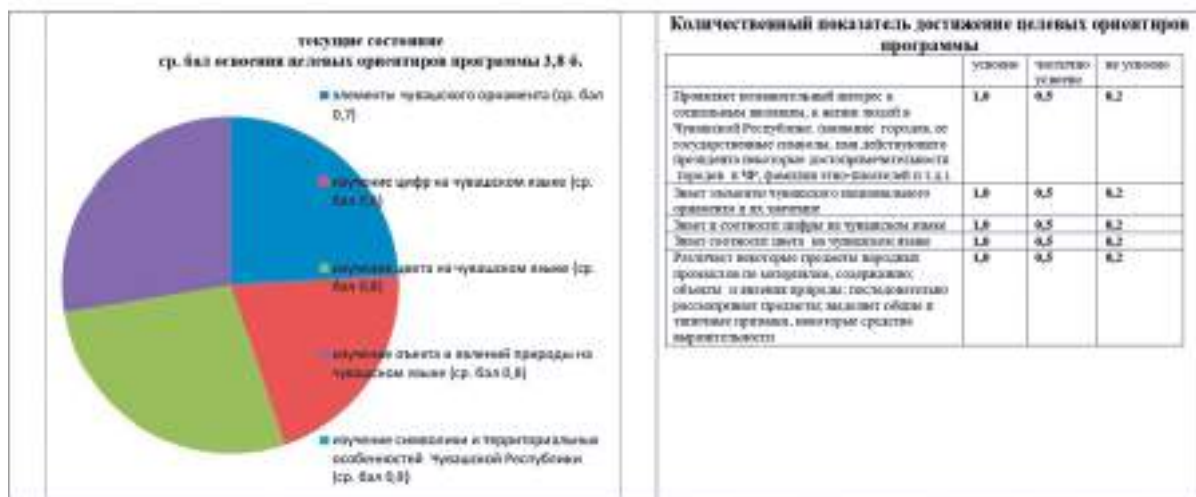 текущие состояние
ср. бал освоения целевых ориентиров программы 3,8 б.
элементы чувашского орнамента (ср. бал
0,7)
изучение цифр на чувашском языке (ср.
бал
изучение цвета на чувашском языке (ср.
бал 0,8)
изучение объекта и явлений природы на
чувашском языке (ср. бал 0,8)
изучение символики и территориальных
особенностей Чувашской Республики
(ср. бал 0,8)
Количественный показатель достижение целевых ориентиров
программы
усвоено частично не усвоено
усвоено
Проявляет познавательный интерес к 1,0 0,5 0,2
социальным явлениям, к жизни людей в
Чувашской Республике. (название городов, ее
государственные символы, имя действующего
президента некоторые достопримечательности
городов в ЧР, фамилии этно-писателей и т.д.).
Знает элементы чувашского национального 1,0 0,5 0,2
орнамента и их значение
Знает и соотносит цифры на чувашском языке 1,0 0,5 0,2
Знает соотносит цвета на чувашском языке 1,0 0,5 0,2
Различает некоторые предметы народных 1,0 0,5 0,2
промыслов по материалам, содержанию;
объекты и явления природы: последовательно
рассматривает предметы; выделяет общие и
типичные признаки, некоторые средства
выразительности